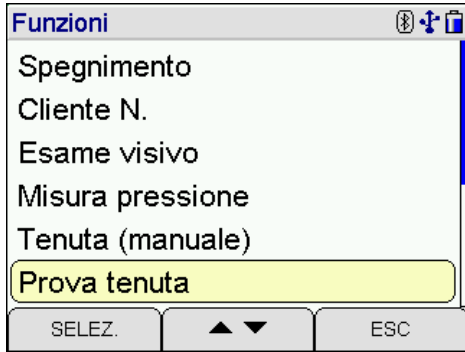 Funzioni
Spegnimento
Cliente N.
Esame visivo
Misura pressione
Tenuta (manuale)
Prova tenuta
SELEZ. ▲ ▼ ESC